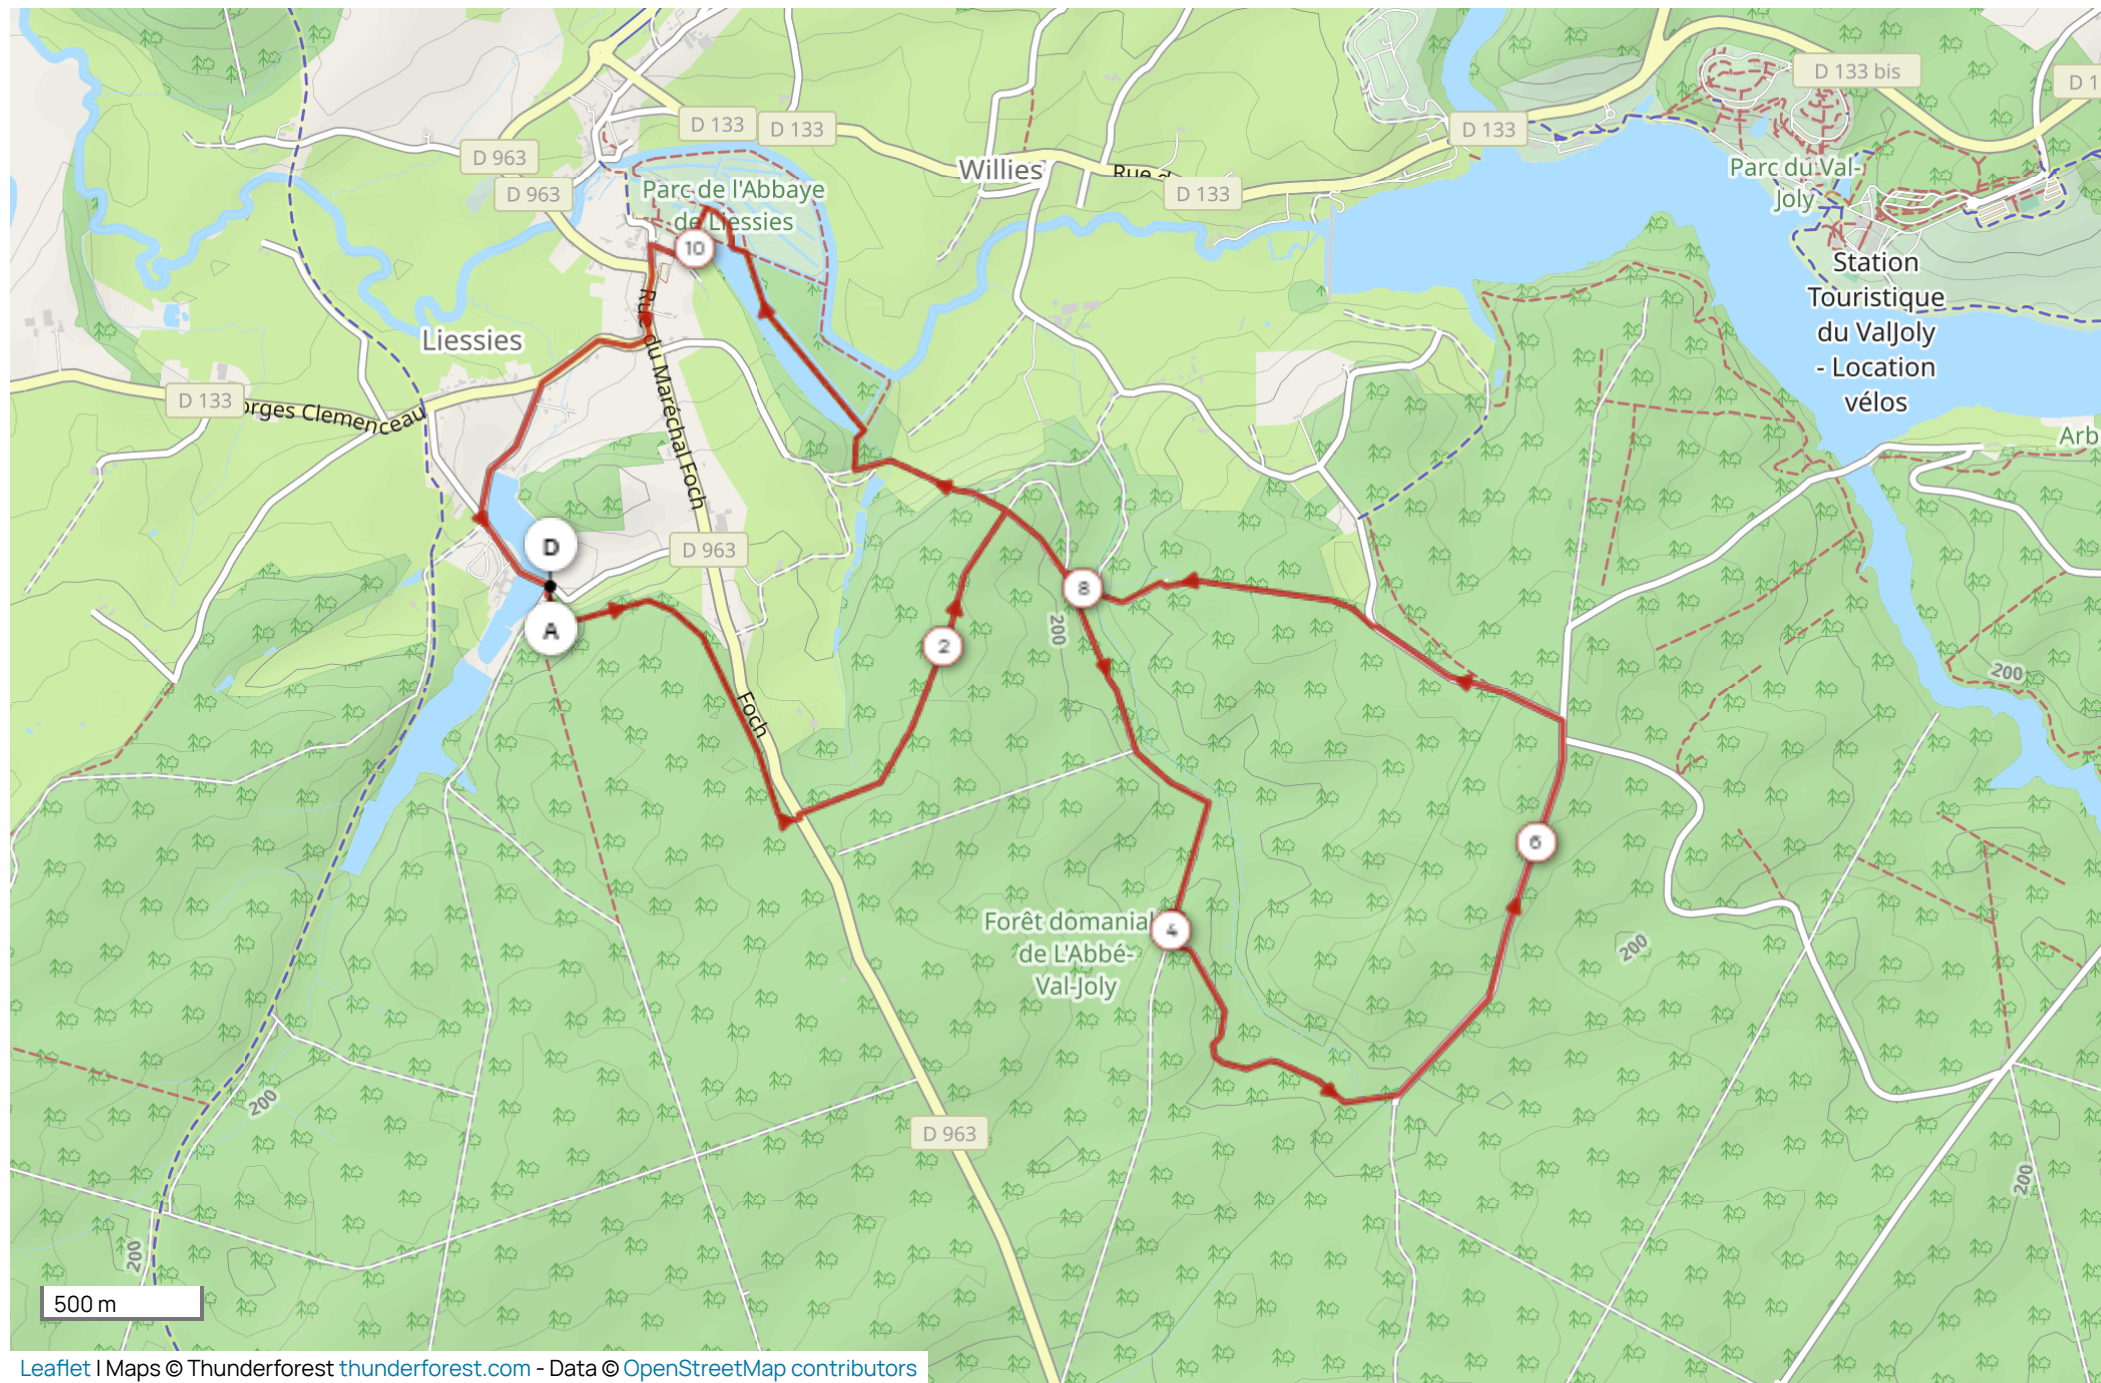 D 133 bis
D 1
D 133
D 133
D 133
D 963
Willies
Rue d
Parc du Val-
Joly
D 963
Parc de l'Abbaye
de Liessies
D 133
10
Station
Touristique
du ValJoly
- Location
vélos
Rue du Maréchal Foch
Liessies
D 133
orges Clemenceau
Arb
D
D 963
8
200
A
2
200
Foch
6
Forêt domanial
de L'Abbé-
Val-Joly
4
200
200
D 963
200
200
500 m
Leaflet | Maps © Thunderforest thunderforest.com - Data © OpenStreetMap contributors